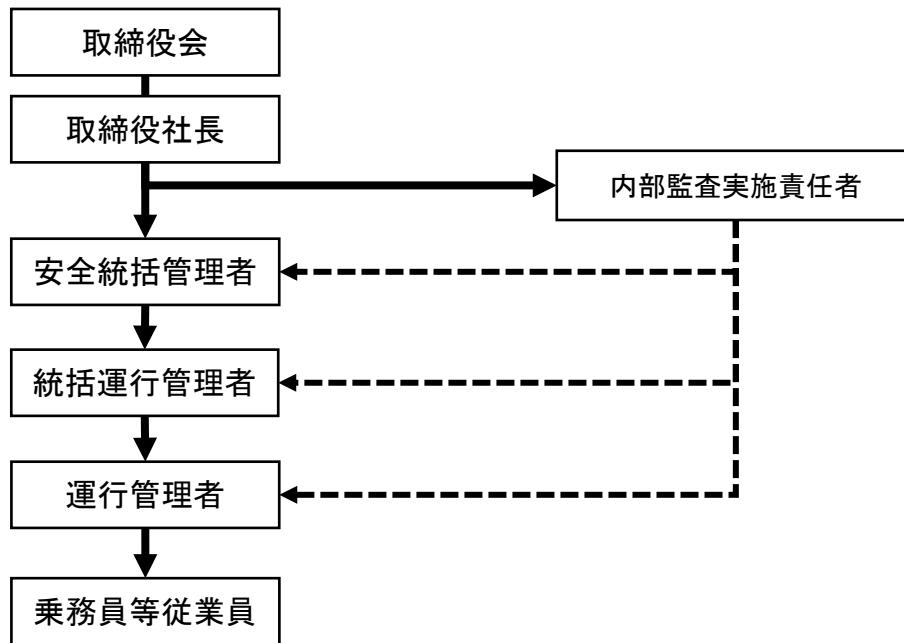 取締役会
取締役社長
内部監査実施責任者
安全統括管理者
統括運行管理者
運行管理者
乗務員等従業員